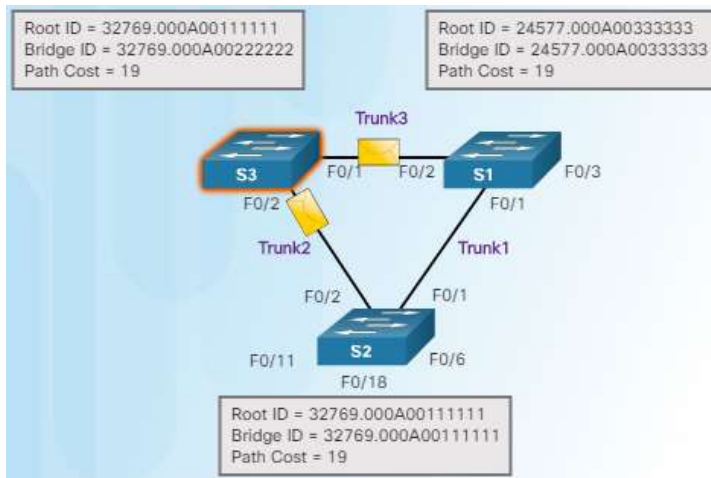 Root ID = 32769.000A00111111
Bridge ID = 32769.000A00222222
Path Cost = 19
Root ID = 24577.000A00333333
Bridge ID = 24577.000A00333333
Path Cost = 19
Trunk3
S3
F0/1
F0/2
S1
F0/3
F0/2
F0/1
Trunk2
Trunk1
F0/2
F0/1
S2
F0/11
F0/6
F0/18
Root ID = 32769.000A00111111
Bridge ID = 32769.000A00111111
Path Cost = 19